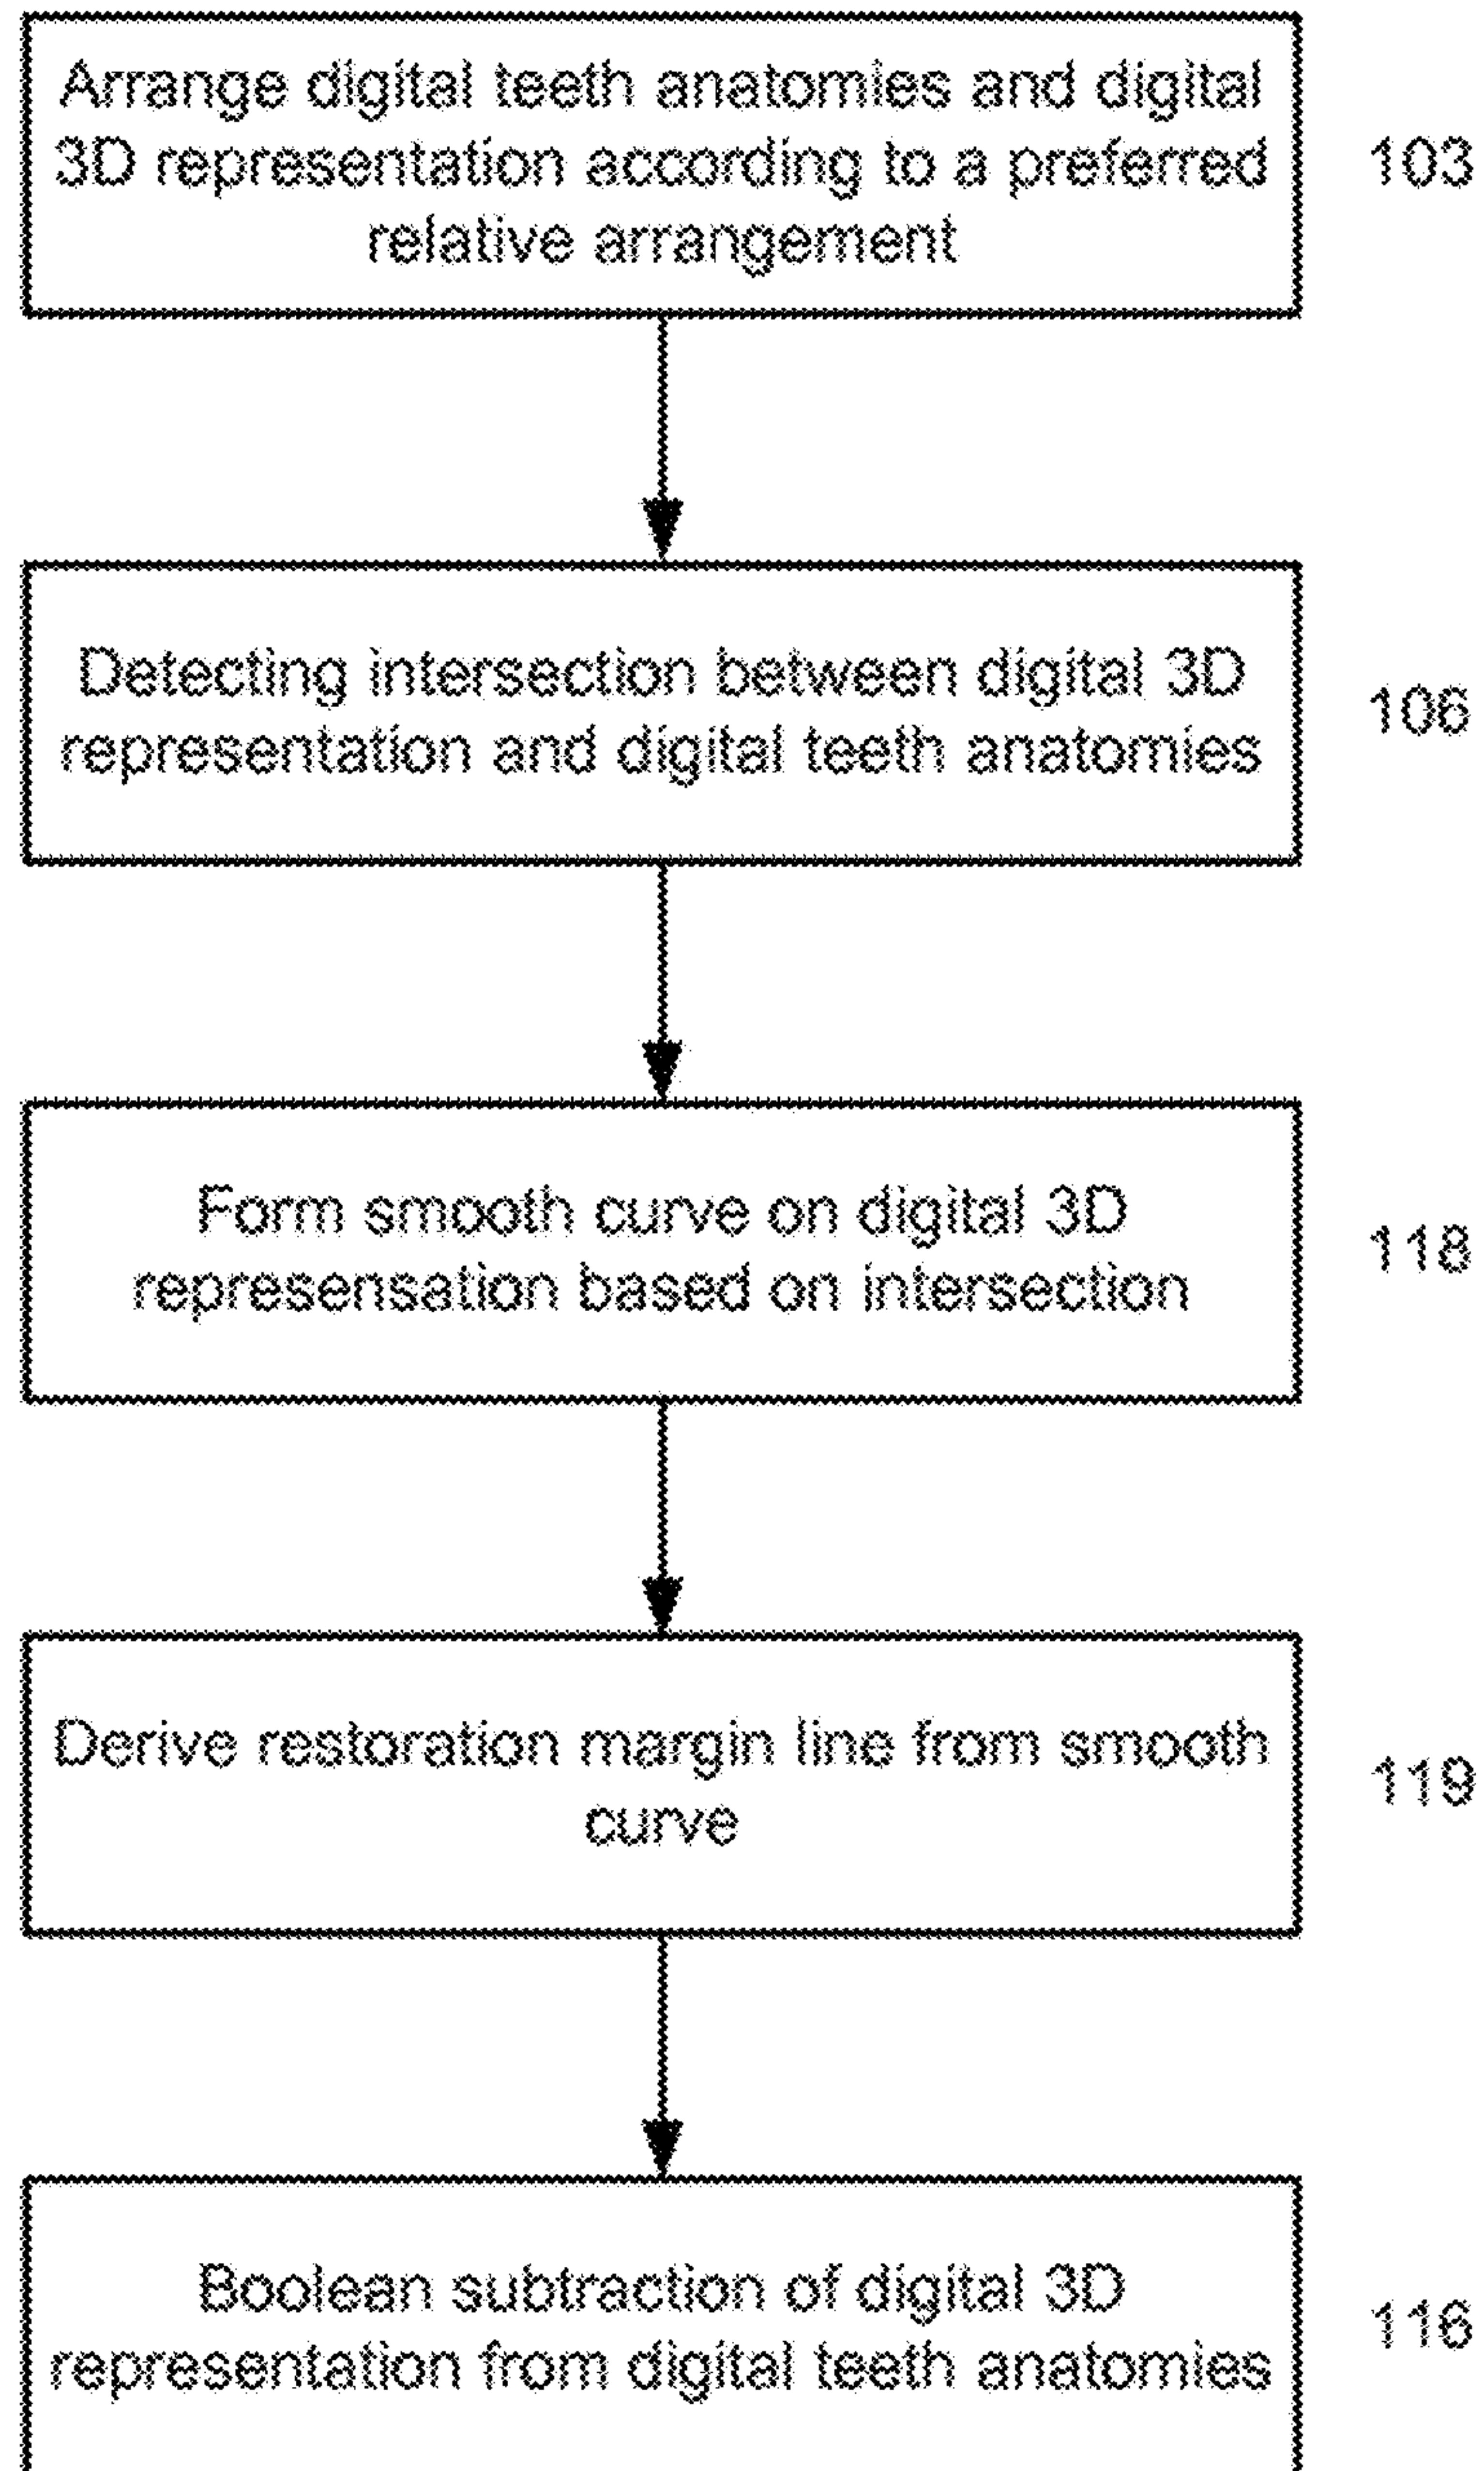 Arrange digital teeth anatomies and digital
3D representation according to a preferred
relative arrangement
103
Detecting intersection between digital 3D
representation and digital teeth anatomies
106
Form smooth curve on digital 3D
represensation based on intersection
118
Derive restoration margin line from smooth
curve
119
Boolean subtraction of digital 3D
representation from digital teeth anatomies
116